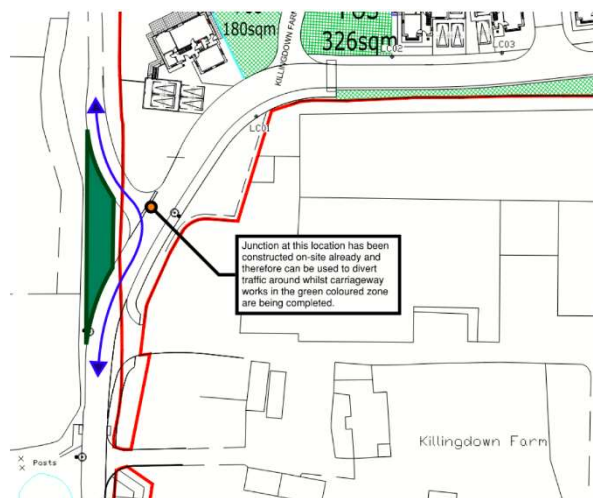 180sqm
326sqm
KILLINGDOWN FARM
LC02
LC03
LC01
Junction at this location has been
constructed on-site already and
therefore can be used to divert
traffic around whilst carriageway
works in the green coloured zone
are being completed.
Killingdown Farm
Posts